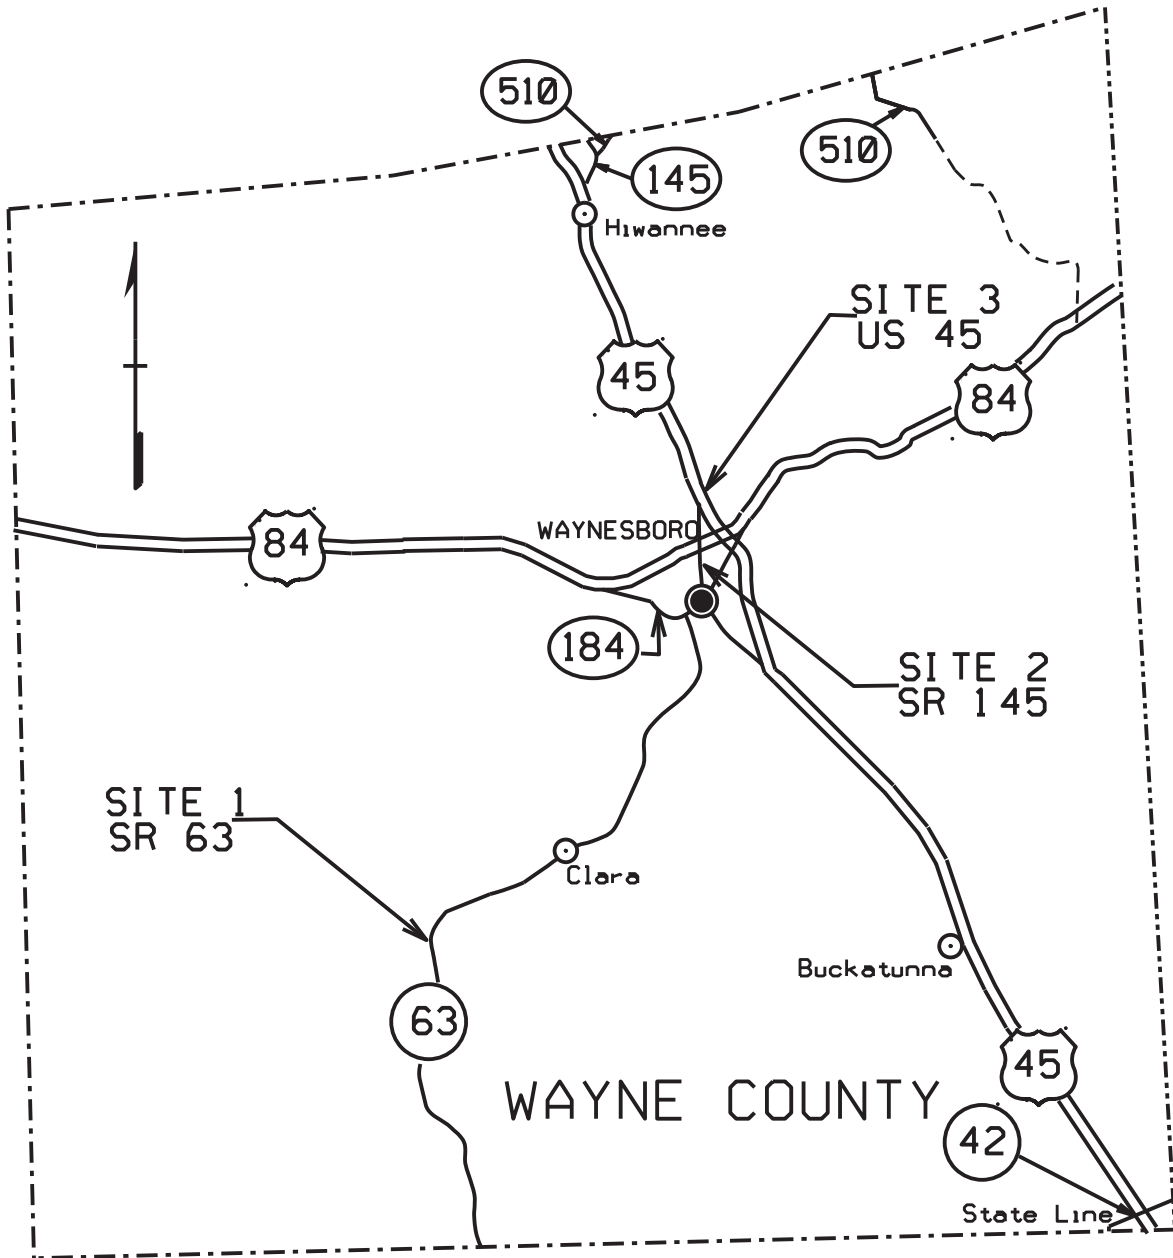 510
510
145
Hiwannee
SITE 3
US 45
45
84
WAYNESBORO
84
184
SITE 2
SR 145
SITE 1
SR 63
Clara
Buckatunna
63
45
WAYNE COUNTY
42
State Line